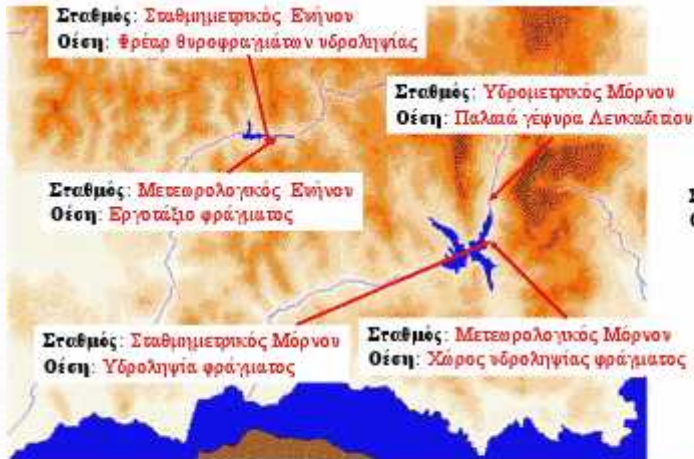 Σταθμός: Σταθμημετρικός Ευήνου
Θέση: Φρέαρ θυροφραγμάτων υδροληψίας
Σταθμός: Υδρομετρικός Μόρνου
Θέση: Παλαιά γέφυρα Λευκαδιτίου
Σταθμός: Μετεωρολογικός Ευήνου
Θέση: Εργοτάξιο φράγματος
Σταθμός: Σταθμημετρικός Μόρνου
Θέση: Υδροληψία φράγματος
Σταθμός: Μετεωρολογικός Μόρνου
Θέση: Χώρος υδροληψίας φράγματος